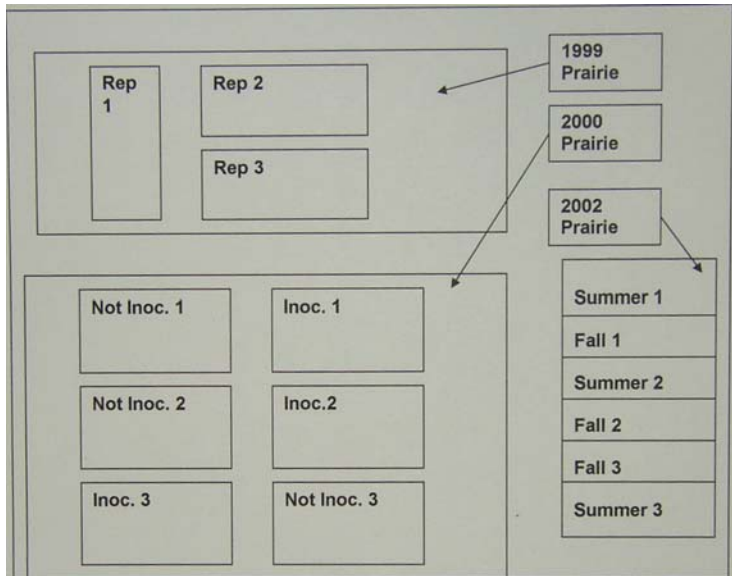 1999
Prairie
Rep
1
Rep 2
2000
Prairie
Rep 3
2002
Prairie
Not Inoc. 1
Inoc. 1
Summer 1
Fall 1
Not Inoc. 2
Inoc.2
Summer 2
Fall 2
Fall 3
Inoc. 3
Not Inoc. 3
Summer 3